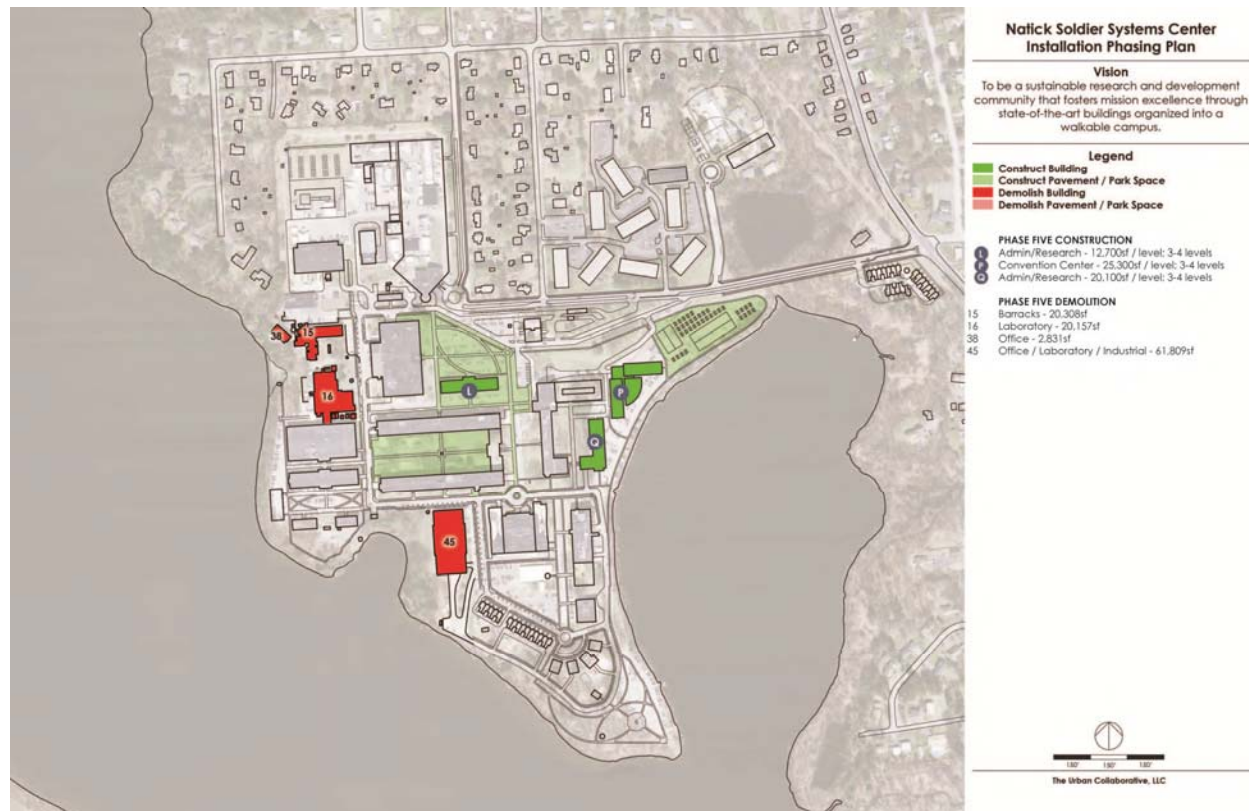 Natick Soldier Systems Center
Installation Phasing Plan
Vision
To be a sustainable research and development
community that fosters mission excellence through
state-of-the-art buildings organized into a
walkable campus.
Legend
Construct Building
Construct Pavement / Park Space
Demolish Building
Demolish Pavement / Park Space
PHASE FIVE CONSTRUCTION
L Admin/Research - 12,700sf / level; 3-4 levels
P Convention Center - 25,300sf / level; 3-4 levels
Q Admin/Research - 20,100sf / level; 3-4 levels
PHASE FIVE DEMOLITION
15 Barracks - 20,308sf
16 Laboratory - 20,157sf
38 Office - 2,831sf
45 Office / Laboratory / Industrial - 61,809sf
38
15
16
L
P
Q
45
150' 150' 150'
The Urban Collaborative, LLC